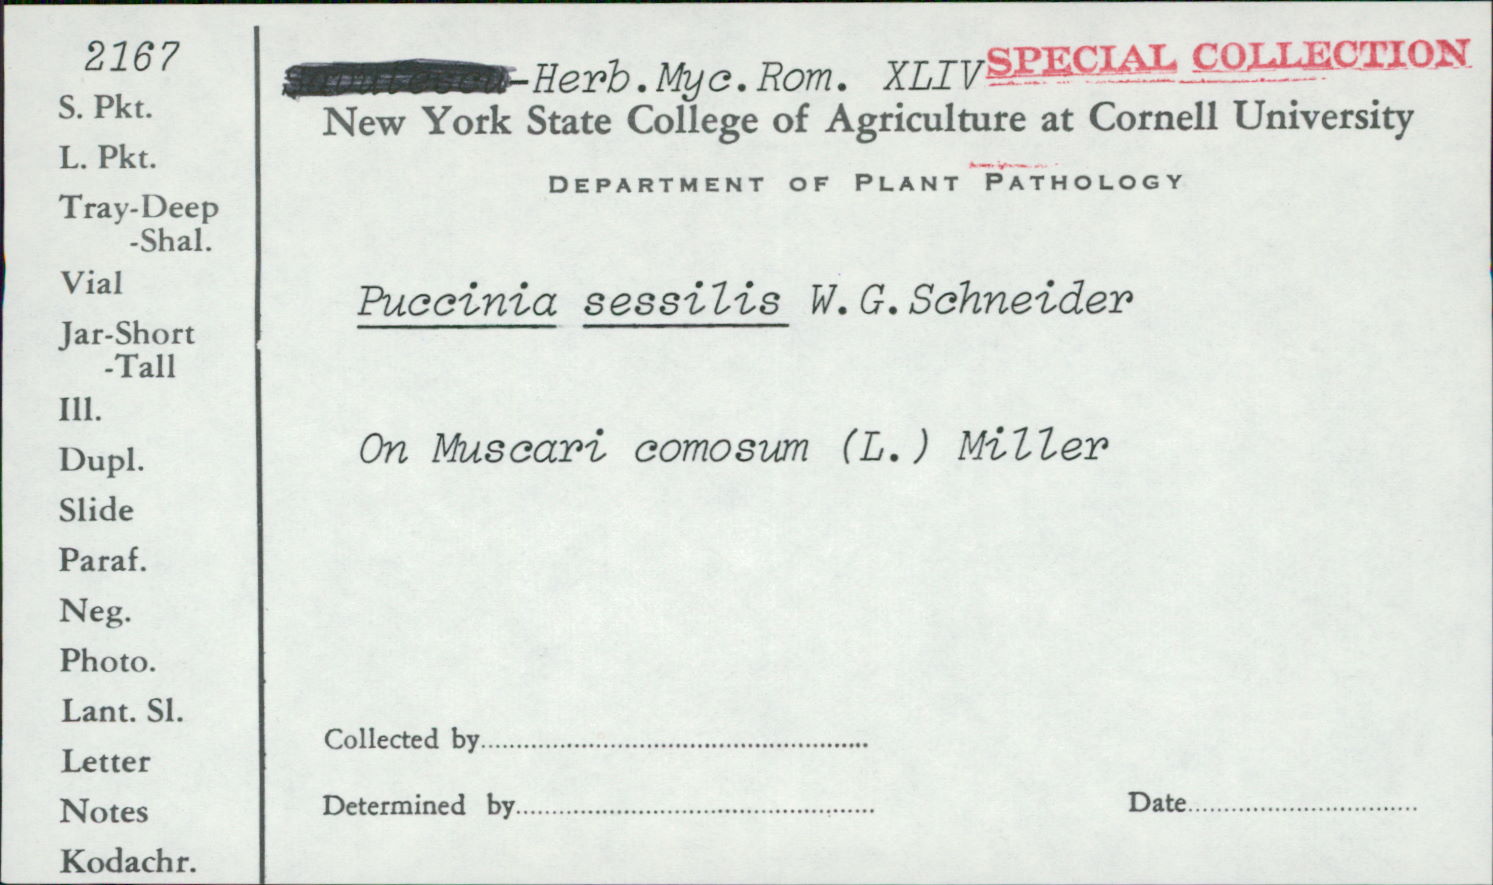 2167
S. Pkt.
L. Pkt.
Tray-Deep
-Shal.
Vial
Jar-Short
-Tall
Ill.
Dupl.
Slide
Paraf.
Neg.
Photo.
Lant. Sl.
Letter
Notes
Kodachr.
-Herb.Myc.Rom. XLIV SPECIAL COLLECTION
New York State College of Agriculture at Cornell University
DEPARTMENT OF PLANT PATHOLOGY
Puccinia sessilis W.G.Schneider
On Muscari comosum (L.) Miller
Collected by
Determined by
Date